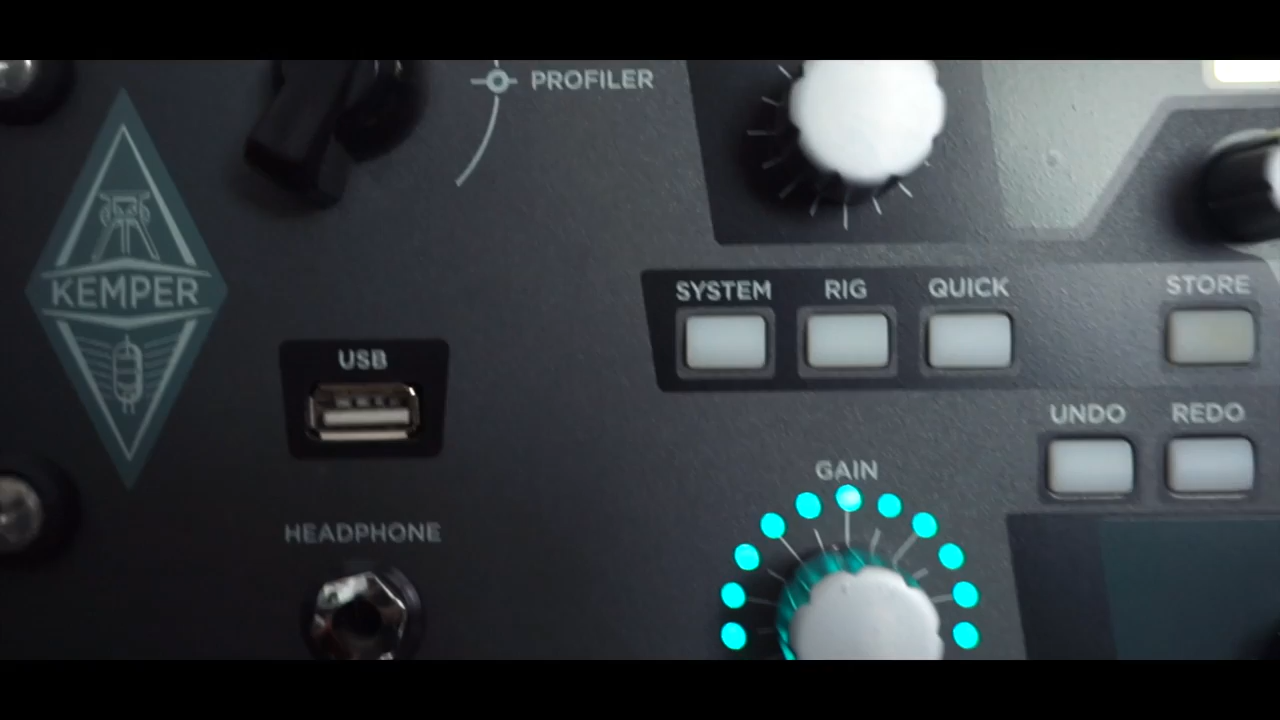 PROFILER
KEMPER
SYSTEM RIG QUICK STORE
USB
UNDO REDO
GAIN
HEADPHONE